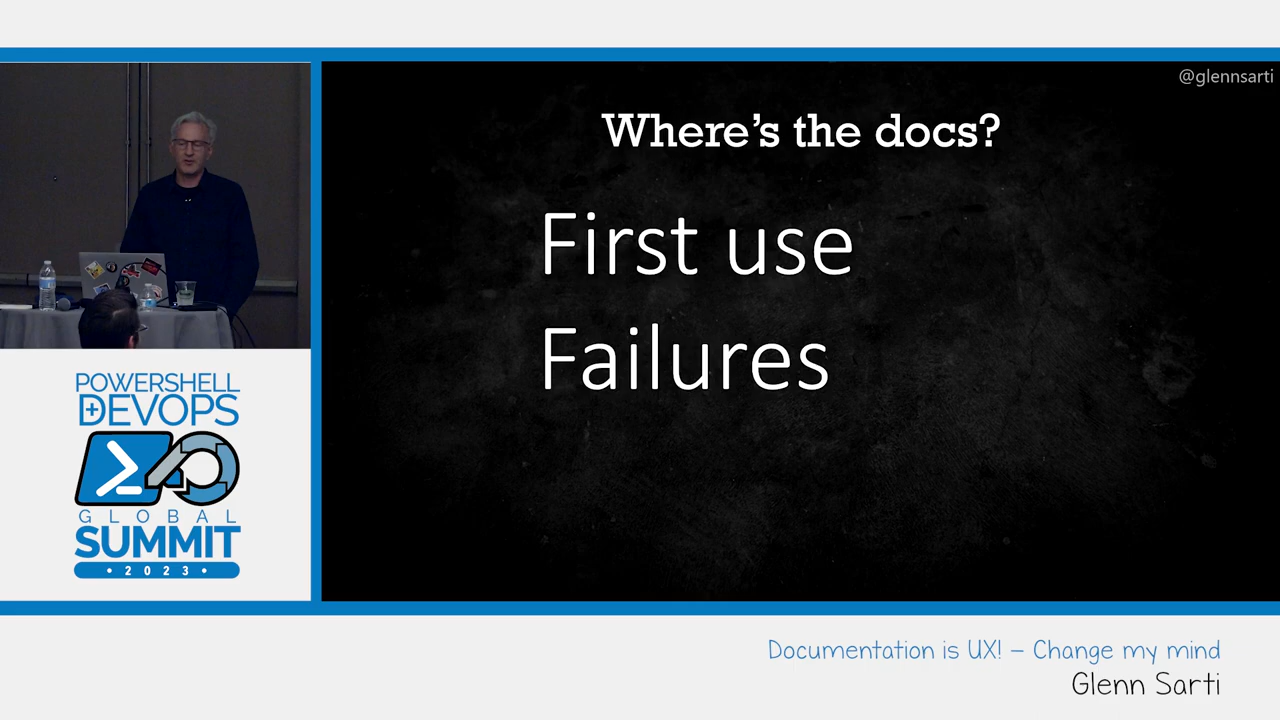 @glennsarti
Where's the docs?
First use
Failures
POWERSHELL
+DEVOPS
GLOBAL
SUMMIT
• 2023 •
Documentation is UX! – Change my mind
Glenn Sarti